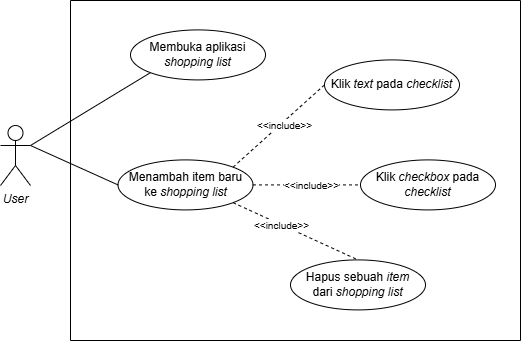 Membuka aplikasi
shopping list
Klik text pada checklist
<<include>>
User
Menambah item baru
ke shopping list
<<include>>
Klik checkbox pada
checklist
<<include>>
Hapus sebuah item
dari shopping list